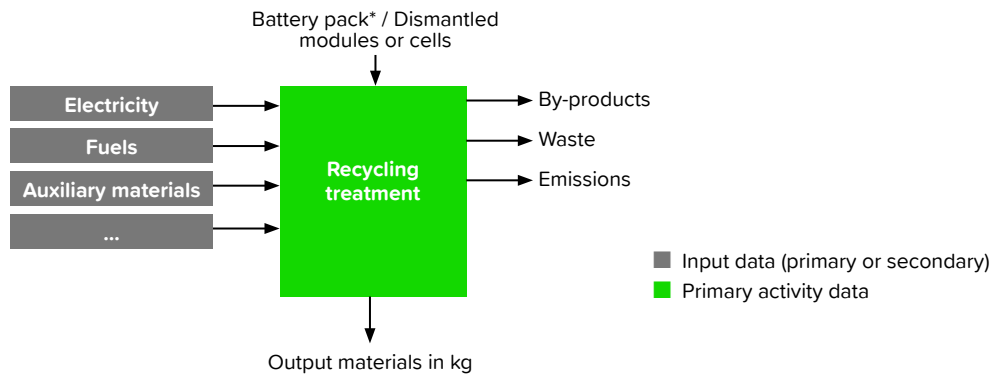 Battery pack* / Dismantled
modules or cells
Electricity
Fuels
Auxiliary materials
...
Recycling
treatment
By-products
Waste
Emissions
Input data (primary or secondary)
Primary activity data
Output materials in kg